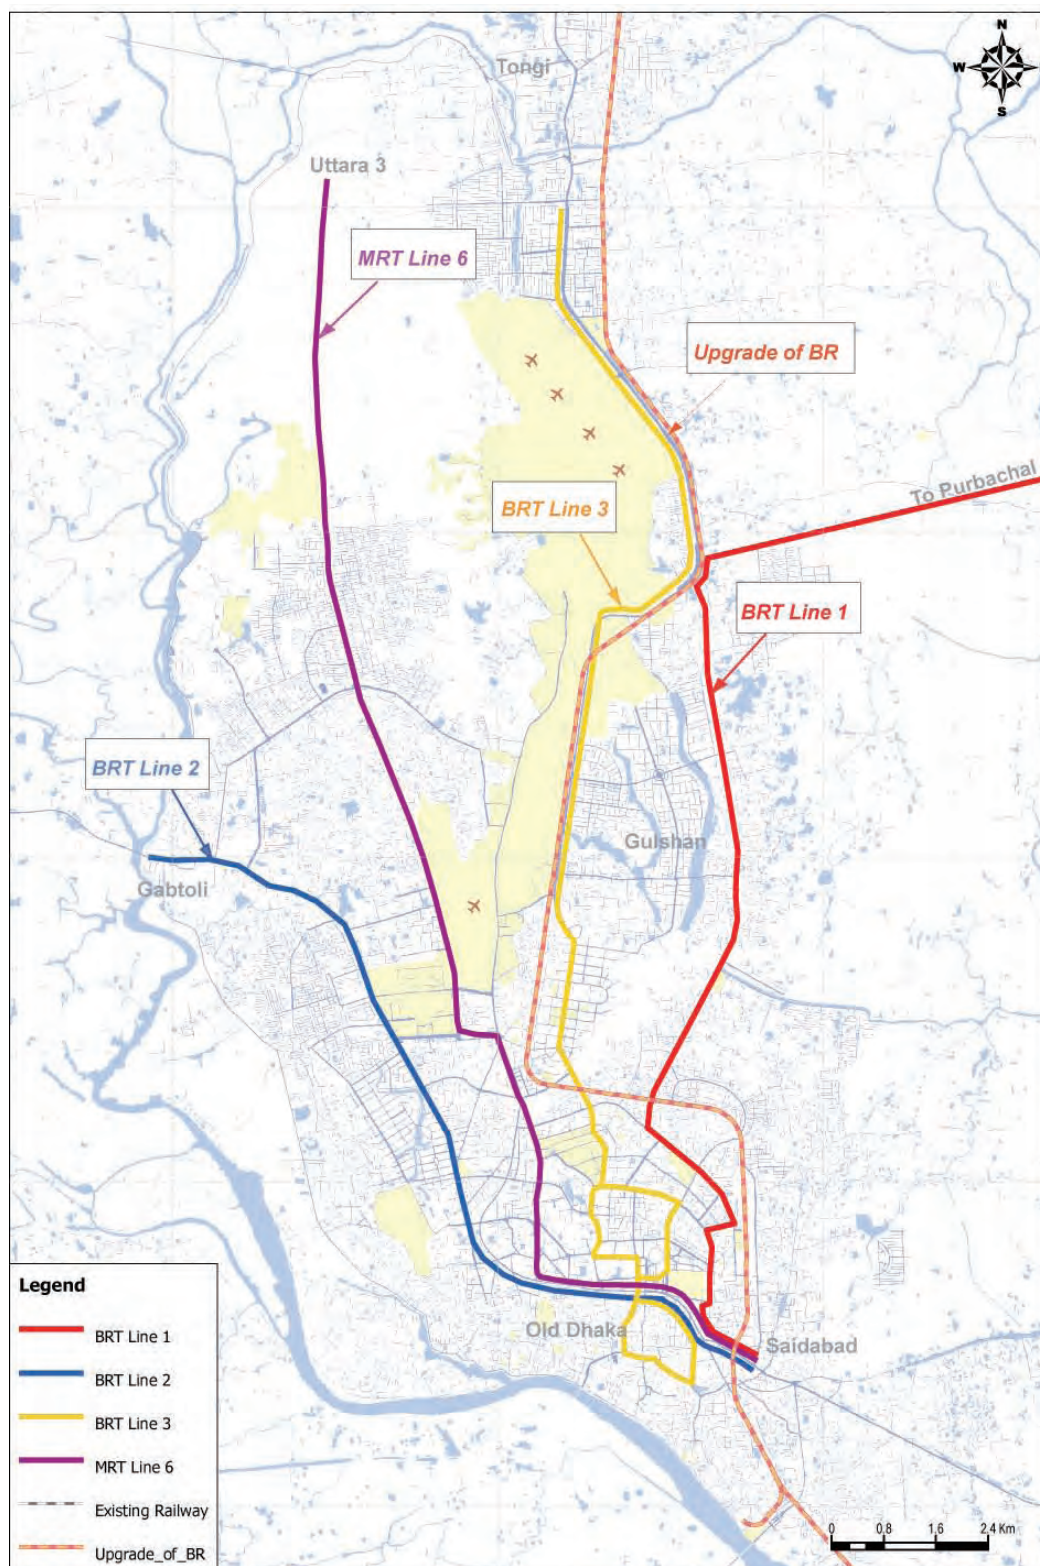 N
W
S
Tongi
Uttara 3
MRT Line 6
Upgrade of BR
To Purbachal
BRT Line 3
BRT Line 1
BRT Line 2
Gulshan
Gabtoli
Old Dhaka
Saidabad
Legend
BRT Line 1
BRT Line 2
BRT Line 3
MRT Line 6
Existing Railway
Upgrade_of_BR
0 0.8 1.6 2.4 Km